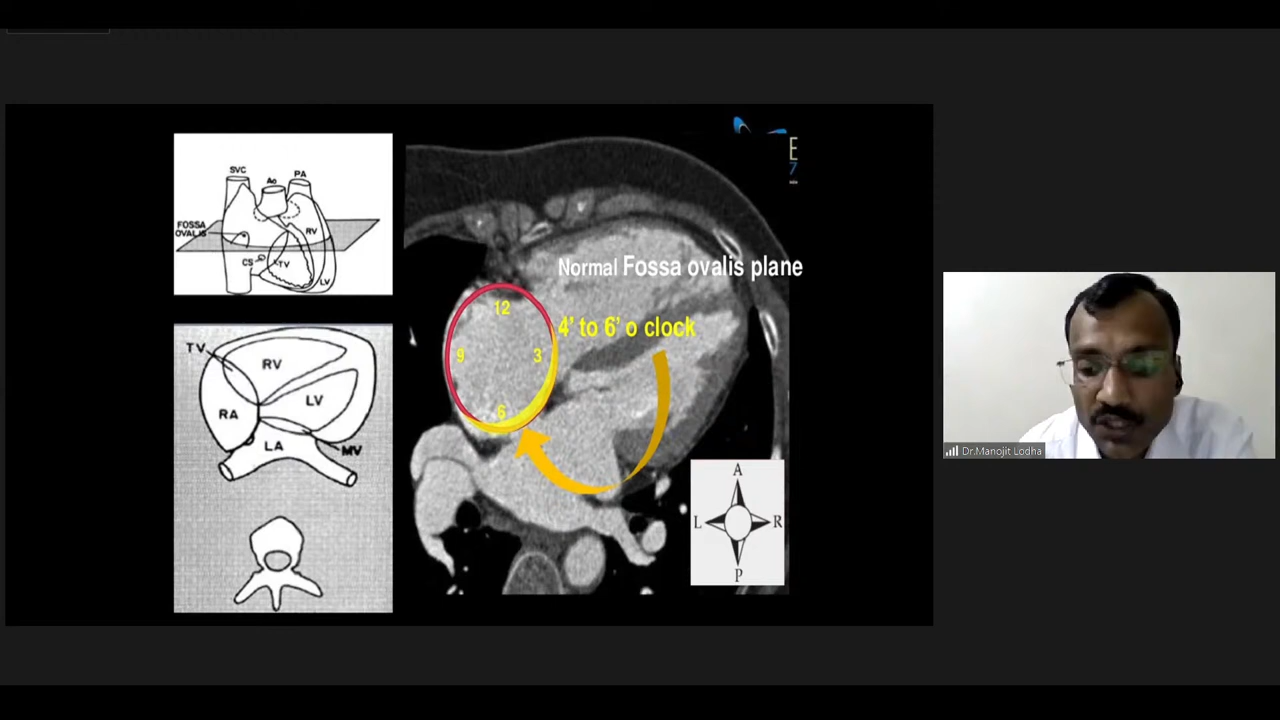 SVC
Ao
PA
FOSSA
OVALIS
RV
CS
TV
LV
TV
RV
RA
LV
LA
MV
E
7
Normal Fossa ovalis plane
12
4' to 6' o clock
9
3
6
A
L
R
P
Dr.Manojit Lodha